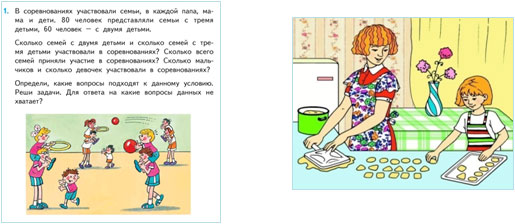 1. В соревнованиях участвовали семьи, в каждой папа, ма-
ма и дети. 80 человек представляли семьи с тремя
детьми, 60 человек — с двумя детьми.
Сколько семей с двумя детьми и сколько семей с тре-
мя детьми участвовали в соревнованиях? Сколько всего
семей приняли участие в соревнованиях? Сколько маль-
чиков и сколько девочек участвовали в соревнованиях?
Определи, какие вопросы подходят к данному условию.
Реши задачи. Для ответа на какие вопросы данных не
хватает?